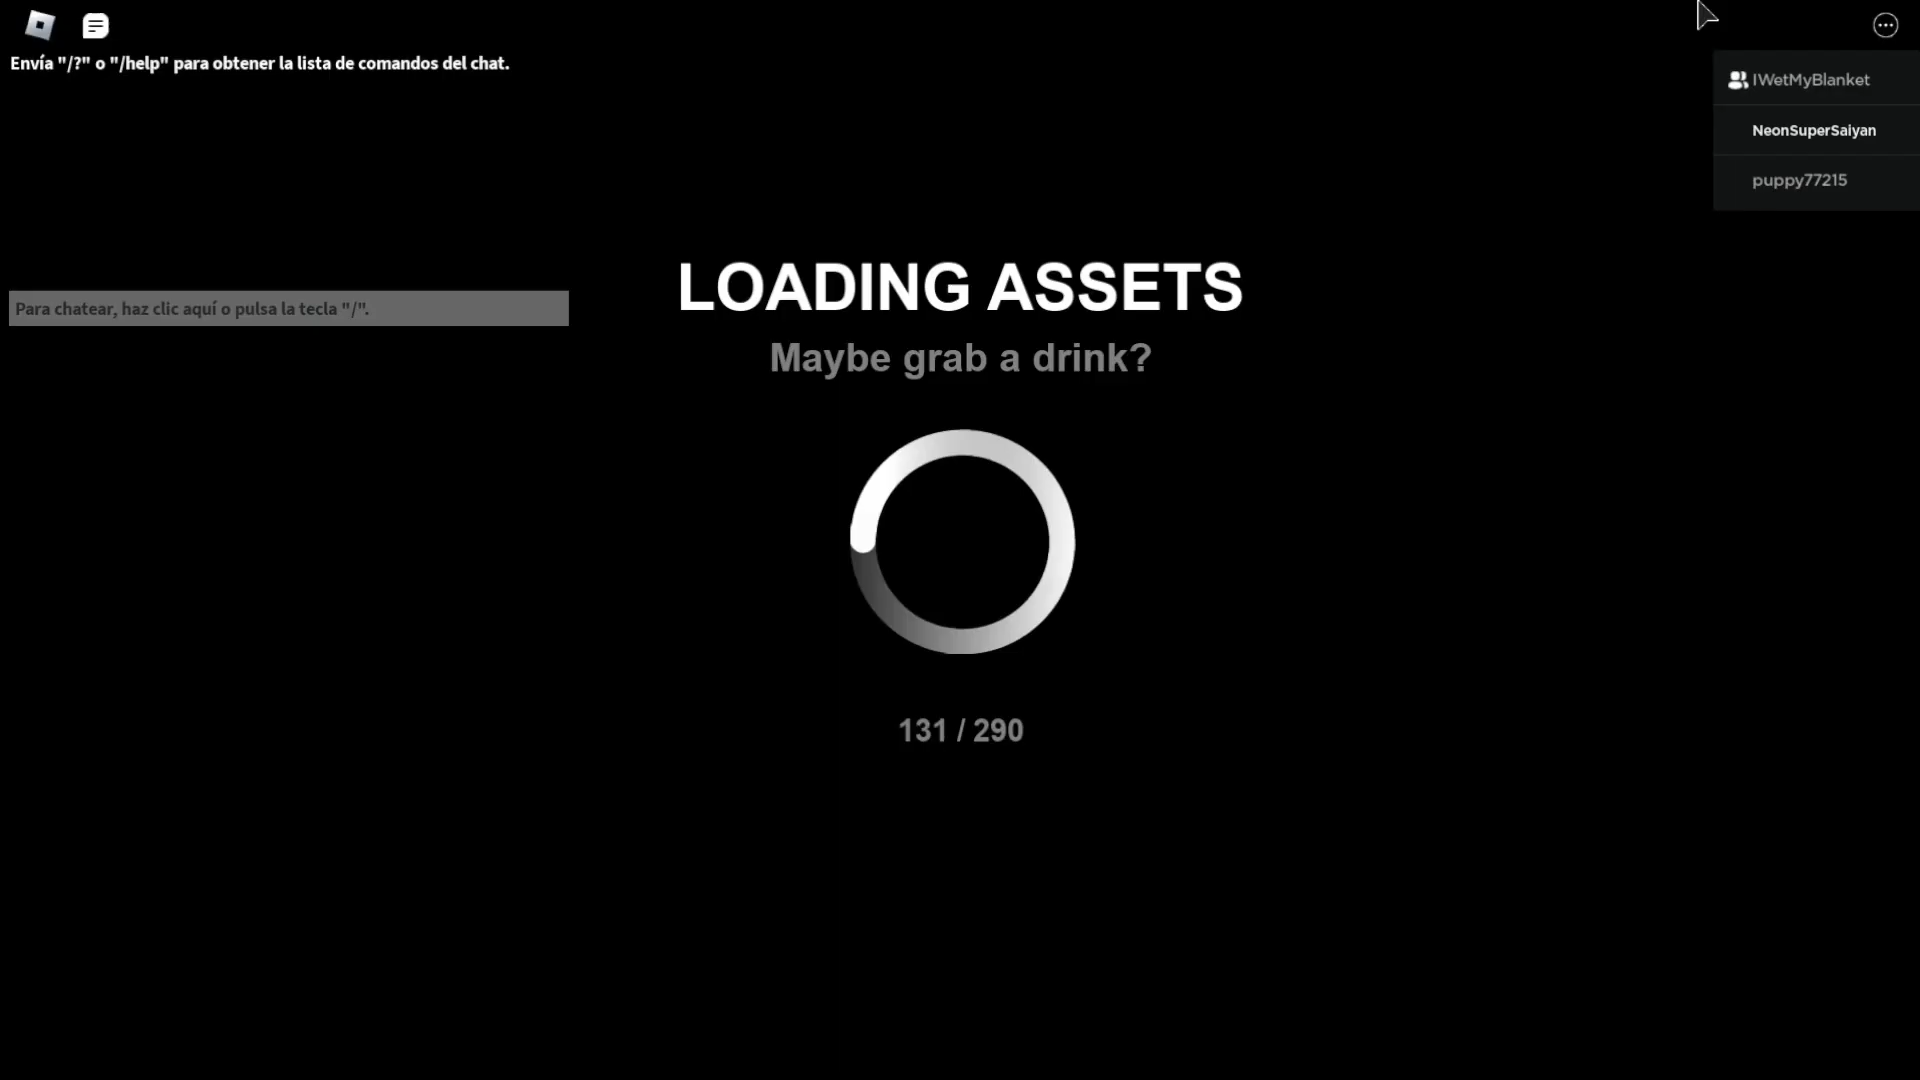 Envía "/?" o "/help" para obtener la lista de comandos del chat.
IWetMyBlanket
NeonSuperSaiyan
puppy77215
LOADING ASSETS
Para chatear, haz clic aquí o pulsa la tecla "/".
Maybe grab a drink?
131 / 290